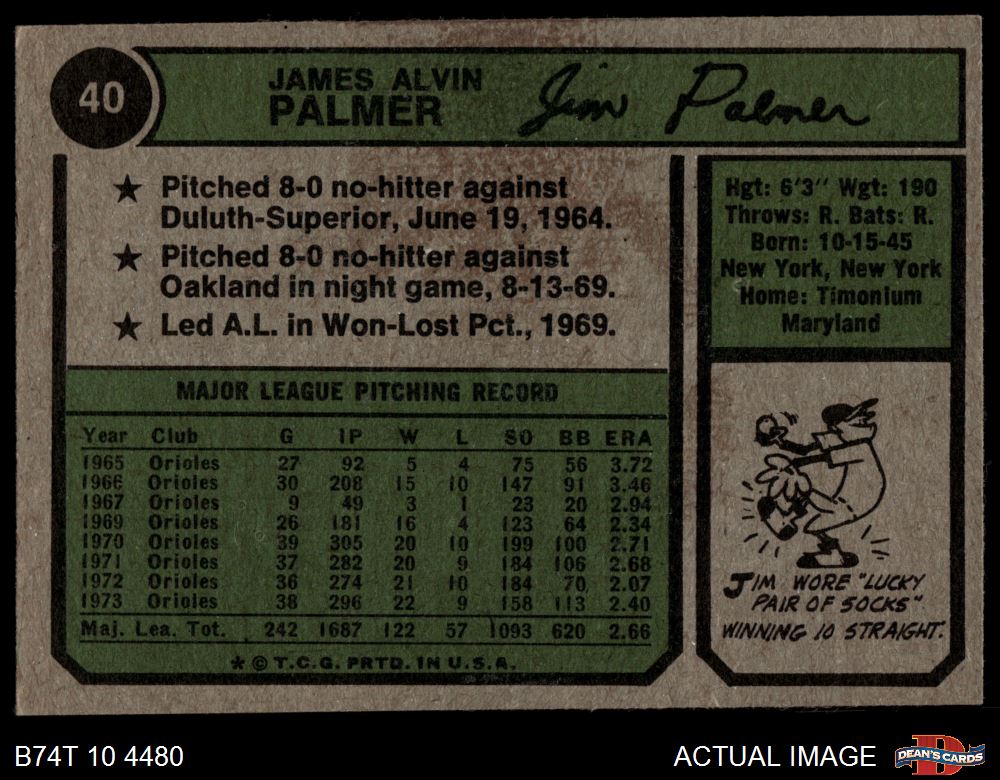 40
JAMES ALVIN
PALMER
Jim Palmer
★ Pitched 8-0 no-hitter against
Duluth-Superior, June 19, 1964.
★ Pitched 8-0 no-hitter against
Oakland in night game, 8-13-69.
★ Led A.L. in Won-Lost Pct., 1969.
Hgt: 6'3" Wgt: 190
Throws: R. Bats: R.
Born: 10-15-45
New York, New York
Home: Timonium
Maryland
MAJOR LEAGUE PITCHING RECORD
Year Club G IP W L SO BB ERA
1965 Orioles 27 92 5 4 75 56 3.72
1966 Orioles 30 208 15 10 147 91 3.46
1967 Orioles 9 49 3 1 23 20 2.94
1969 Orioles 26 181 16 4 123 64 2.34
1970 Orioles 39 305 20 10 199 100 2.71
1971 Orioles 37 282 20 9 184 106 2.68
1972 Orioles 36 274 21 10 184 70 2.07
1973 Orioles 38 296 22 9 158 113 2.40
Maj. Lea. Tot. 242 1687 122 57 1093 620 2.66
★ © T.C.G. PRTD. IN U.S.A.
JIM WORE "LUCKY
PAIR OF SOCKS"
WINNING 10 STRAIGHT.
B74T 10 4480
ACTUAL IMAGE
D
DEAN'S CARDS